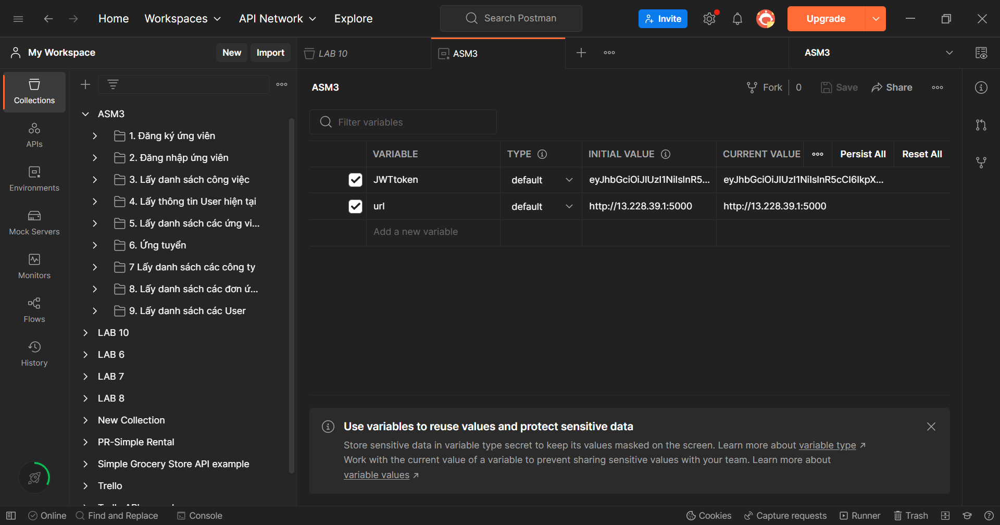 Home Workspaces API Network Explore Search Postman Invite Upgrade
My Workspace New Import LAB 10 ASM3 ASM3
Collections
APIs
Environments
Mock Servers
Monitors
Flows
History
ASM3
1. Đăng ký ứng viên
2. Đăng nhập ứng viên
3. Lấy danh sách công việc
4. Lấy thông tin User hiện tại
5. Lấy danh sách các ứng vi...
6. Ứng tuyển
7 Lấy danh sách các công ty
8. Lấy danh sách các đơn ứ...
9. Lấy danh sách các User
LAB 10
LAB 6
LAB 7
LAB 8
New Collection
PR-Simple Rental
Simple Grocery Store API example
Trello
ASM3 Fork 0 Save Share
Filter variables
VARIABLE TYPE INITIAL VALUE CURRENT VALUE Persist All Reset All
JWTtoken default eyJhbGciOiJIUzI1NiIsInR5... eyJhbGciOiJIUzI1NiIsInR5cCI6IkpX...
url default http://13.228.39.1:5000 http://13.228.39.1:5000
Add a new variable
Use variables to reuse values and protect sensitive data
Store sensitive data in variable type secret to keep its values masked on the screen. Learn more about variable type ↗
Work with the current value of a variable to prevent sharing sensitive values with your team. Learn more about
variable values ↗
Online Find and Replace Console Cookies Capture requests Runner Trash